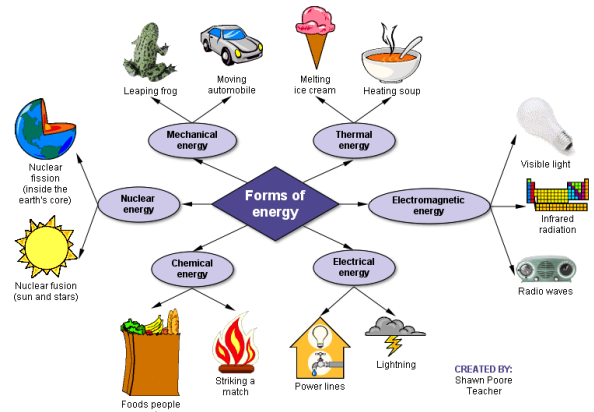 Leaping frog
Moving
automobile
Melting
ice cream
Heating soup
Mechanical
energy
Thermal
energy
Nuclear
fission
(inside the
earth's core)
Visible light
Nuclear
energy
Forms of
energy
Electromagnetic
energy
Infrared
radiation
Nuclear fusion
(sun and stars)
Chemical
energy
Electrical
energy
Radio waves
Foods people
Striking a
match
Power lines
Lightning
CREATED BY:
Shawn Poore
Teacher